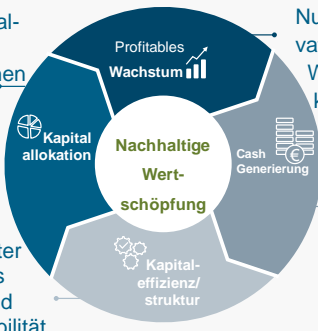 Profitables
Wachstum
Kapital
allokation
Nachhaltige
Wert-
schöpfung
Cash
Generierung
Kapital-
effizienz/
struktur